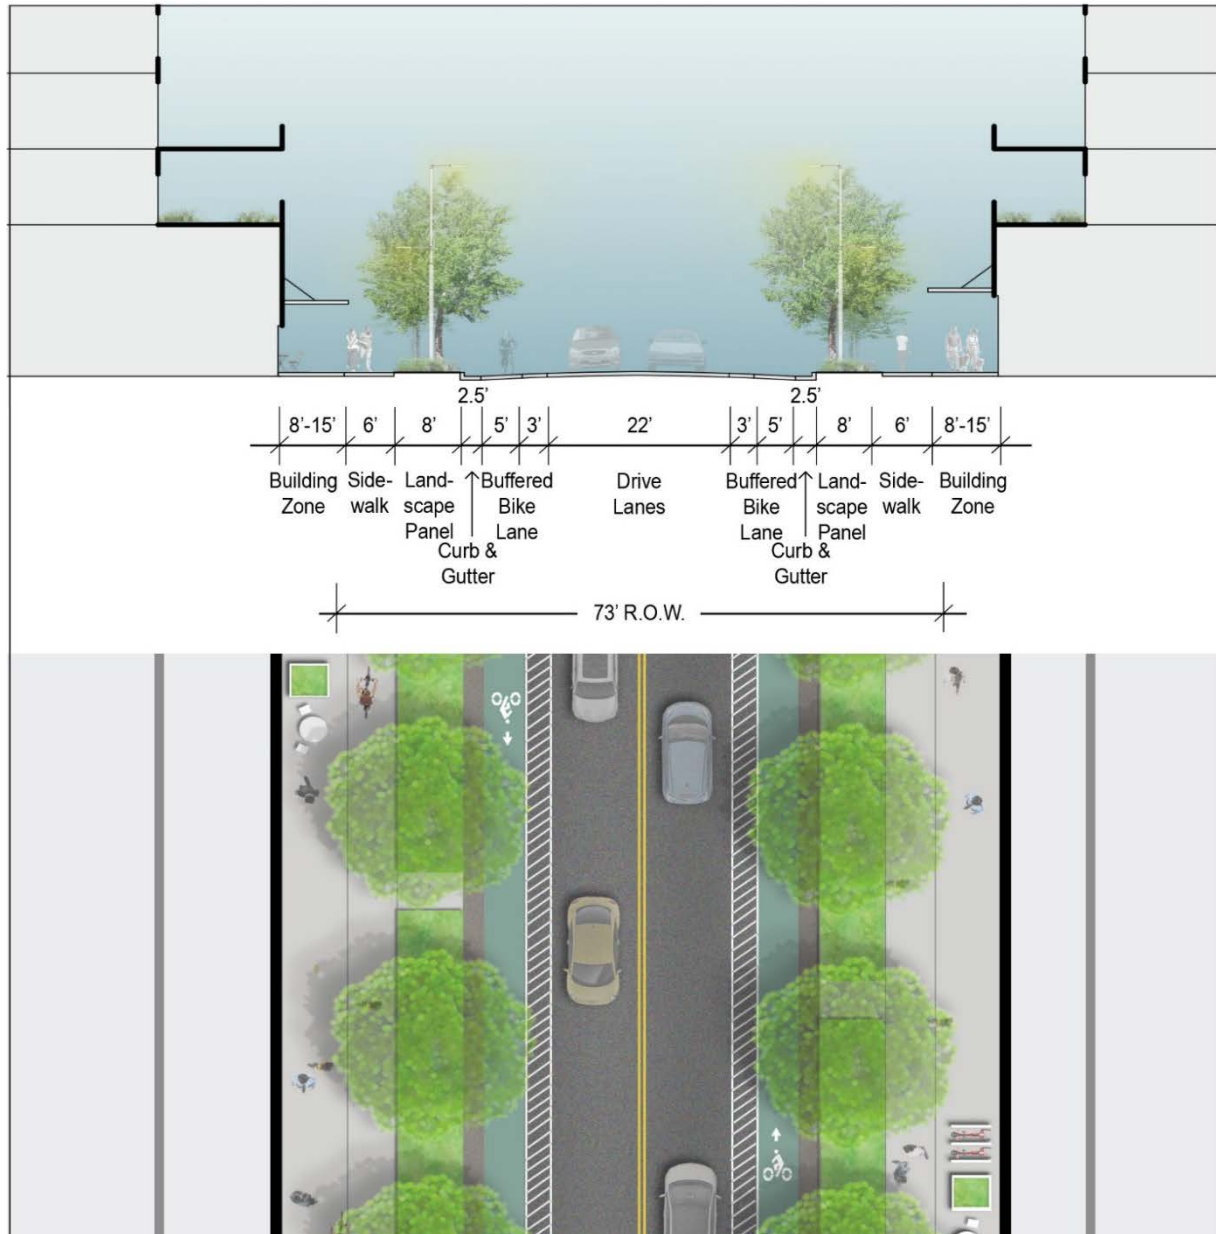 2.5' 2.5'
8'-15' 6' 8' 5' 3' 22' 3' 5' 8' 6' 8'-15'
Building Side- Land- Buffered Drive Buffered Land- Side- Building
Zone walk scape Bike Lanes Bike scape walk Zone
Panel Lane Lane Panel
Curb & Curb &
Gutter Gutter
73' R.O.W.